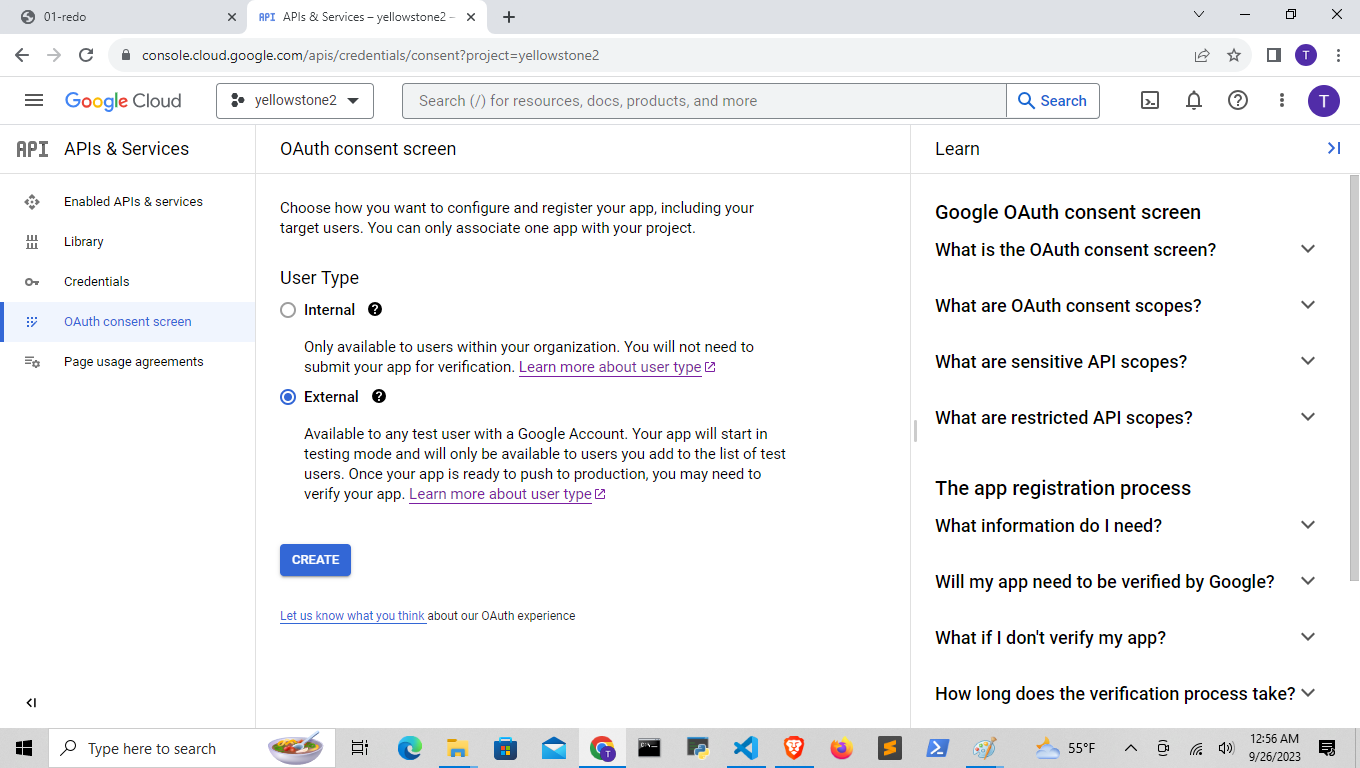 01-redo
API APIs & Services – yellowstone2 –
console.cloud.google.com/apis/credentials/consent?project=yellowstone2
T
Google Cloud
yellowstone2
Search (/) for resources, docs, products, and more
Search
T
API APIs & Services
Enabled APIs & services
Library
Credentials
OAuth consent screen
Page usage agreements
OAuth consent screen
Choose how you want to configure and register your app, including your
target users. You can only associate one app with your project.
User Type
Internal
Only available to users within your organization. You will not need to
submit your app for verification. Learn more about user type
External
Available to any test user with a Google Account. Your app will start in
testing mode and will only be available to users you add to the list of test
users. Once your app is ready to push to production, you may need to
verify your app. Learn more about user type
CREATE
Let us know what you think about our OAuth experience
Learn
Google OAuth consent screen
What is the OAuth consent screen?
What are OAuth consent scopes?
What are sensitive API scopes?
What are restricted API scopes?
The app registration process
What information do I need?
Will my app need to be verified by Google?
What if I don't verify my app?
How long does the verification process take?
Type here to search
T
55°F
12:56 AM
9/26/2023